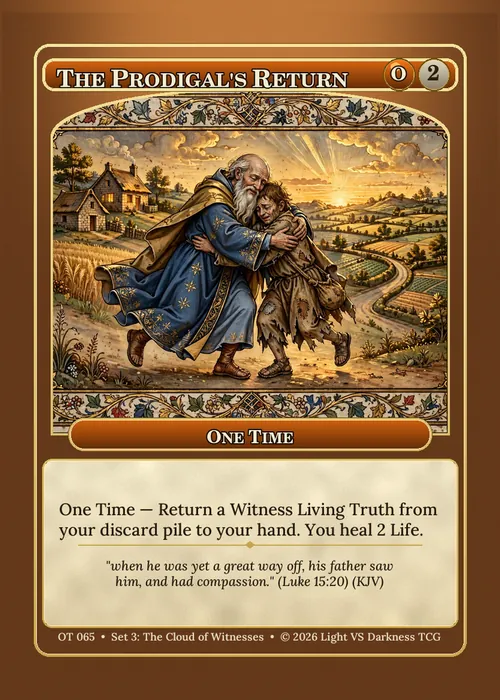 The Prodigal's Return O 2
One Time
One Time — Return a Witness Living Truth from
your discard pile to your hand. You heal 2 Life.
"when he was yet a great way off, his father saw
him, and had compassion." (Luke 15:20) (KJV)
OT 065 • Set 3: The Cloud of Witnesses • © 2026 Light VS Darkness TCG